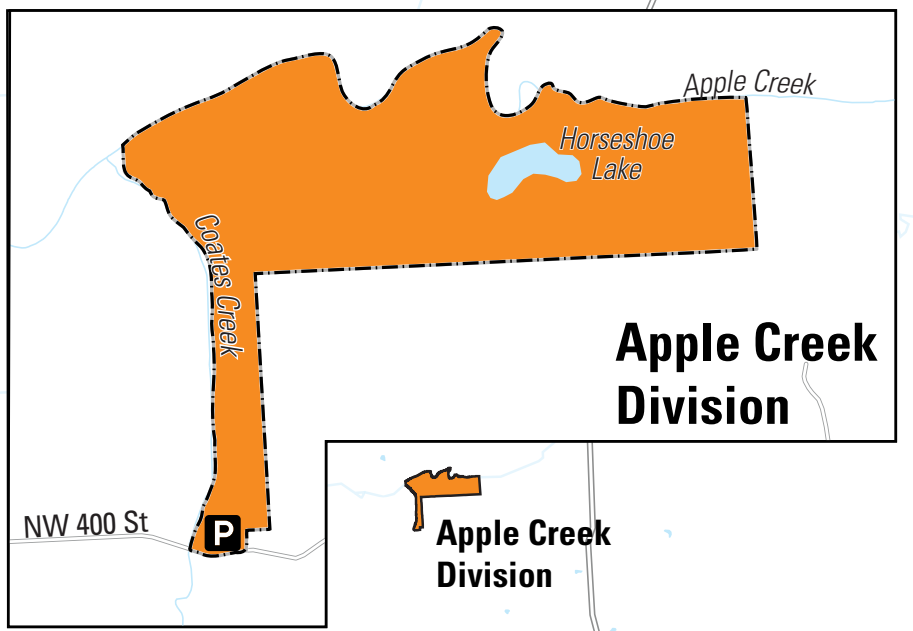 Apple Creek
Horseshoe
Lake
Coates Creek
Apple Creek
Division
NW 400 St
P
Apple Creek
Division